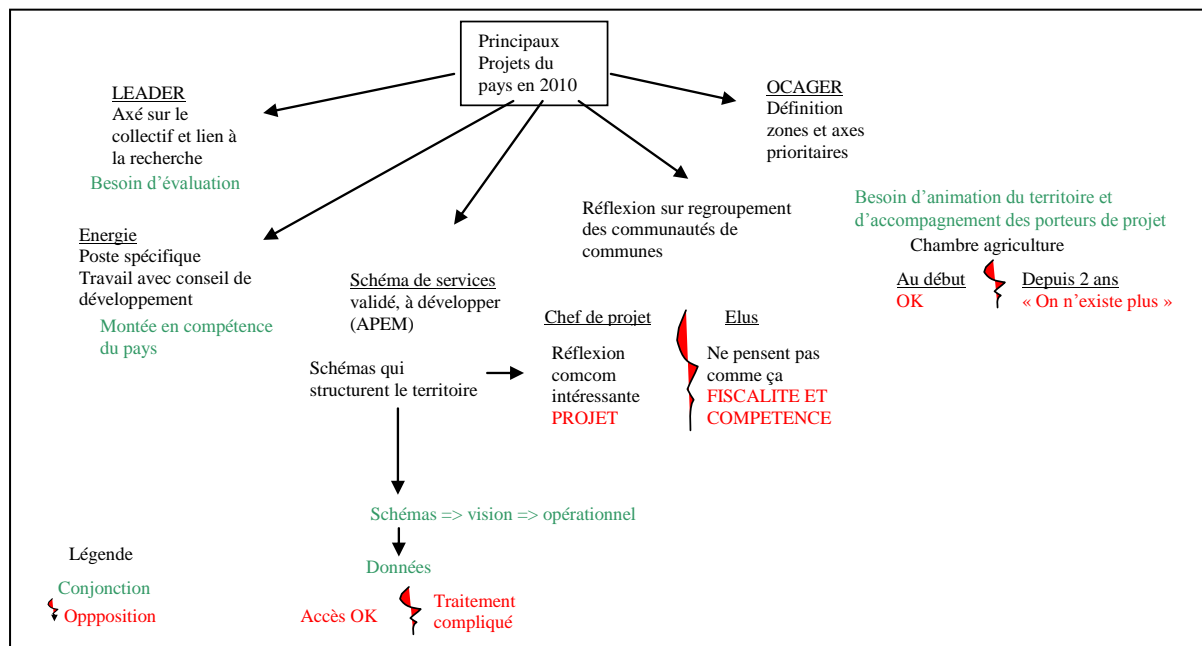 Principaux
Projets du
pays en 2010
LEADER
Axé sur le
collectif et lien à
la recherche
Besoin d'évaluation
OCAGER
Définition
zones et axes
prioritaires
Energie
Poste spécifique
Travail avec conseil de
développement
Montée en compétence
du pays
Schéma de services
validé, à développer
(APEM)
Réflexion sur regroupement
des communautés de
communes
Besoin d'animation du territoire et
d'accompagnement des porteurs de projet
Chambre agriculture
Au début
OK
Depuis 2 ans
« On n'existe plus »
Schémas qui
structurent le territoire
Chef de projet
Réflexion
comcom
intéressante
PROJET
Elus
Ne pensent pas
comme ça
FISCALITE ET
COMPETENCE
Schémas => vision => opérationnel
Données
Accès OK
Traitement
compliqué
Légende
Conjonction
Oppposition